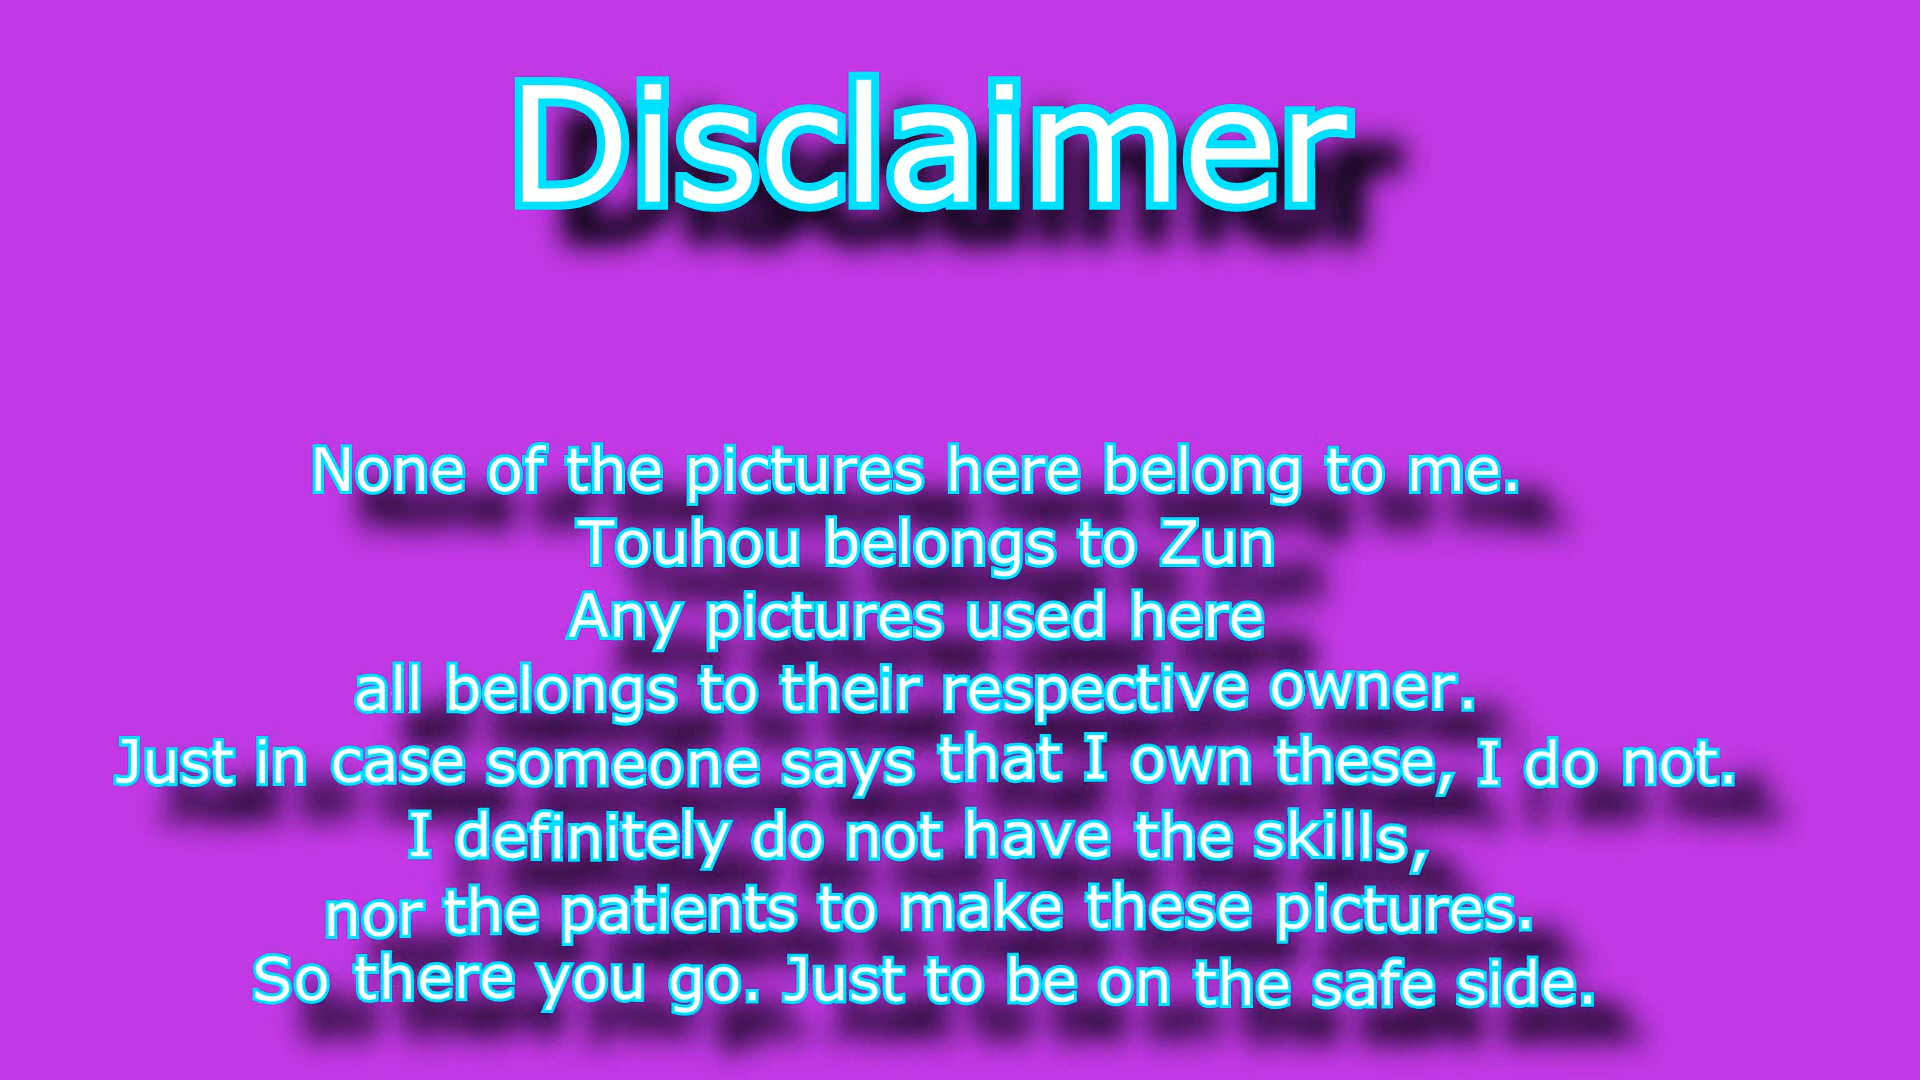 Disclaimer
None of the pictures here belong to me.
Touhou belongs to Zun
Any pictures used here
all belongs to their respective owner.
Just in case someone says that I own these, I do not.
I definitely do not have the skills,
nor the patients to make these pictures.
So there you go. Just to be on the safe side.